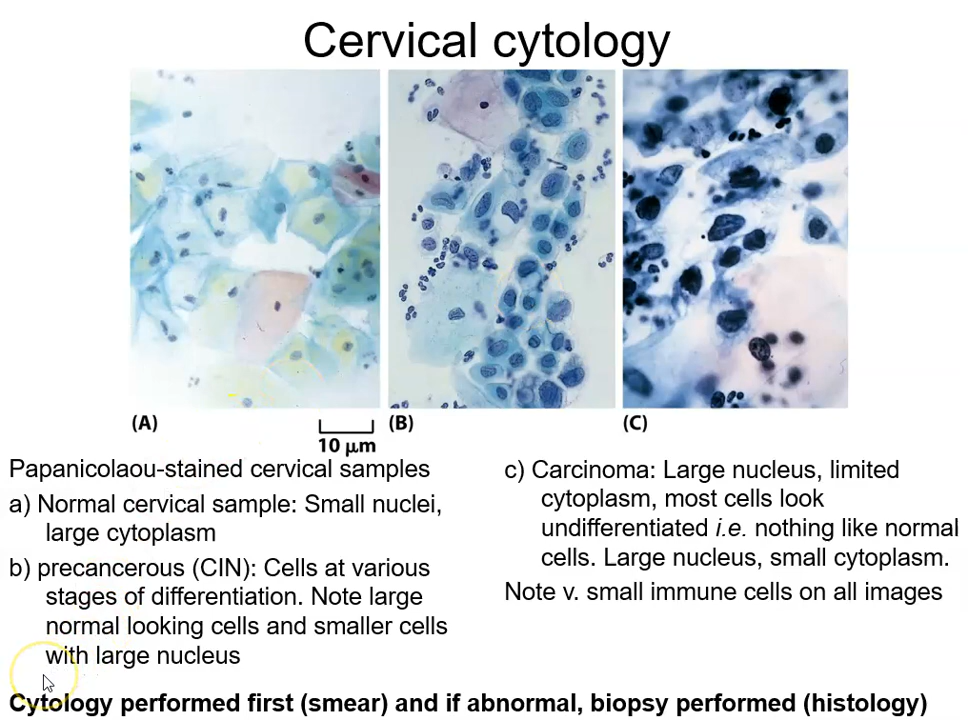 Cervical cytology
(A)
10 μm
(B)
(C)
Papanicolaou-stained cervical samples
a) Normal cervical sample: Small nuclei,
large cytoplasm
b) precancerous (CIN): Cells at various
stages of differentiation. Note large
normal looking cells and smaller cells
with large nucleus
c) Carcinoma: Large nucleus, limited
cytoplasm, most cells look
undifferentiated i.e. nothing like normal
cells. Large nucleus, small cytoplasm.
Note v. small immune cells on all images
Cytology performed first (smear) and if abnormal, biopsy performed (histology)